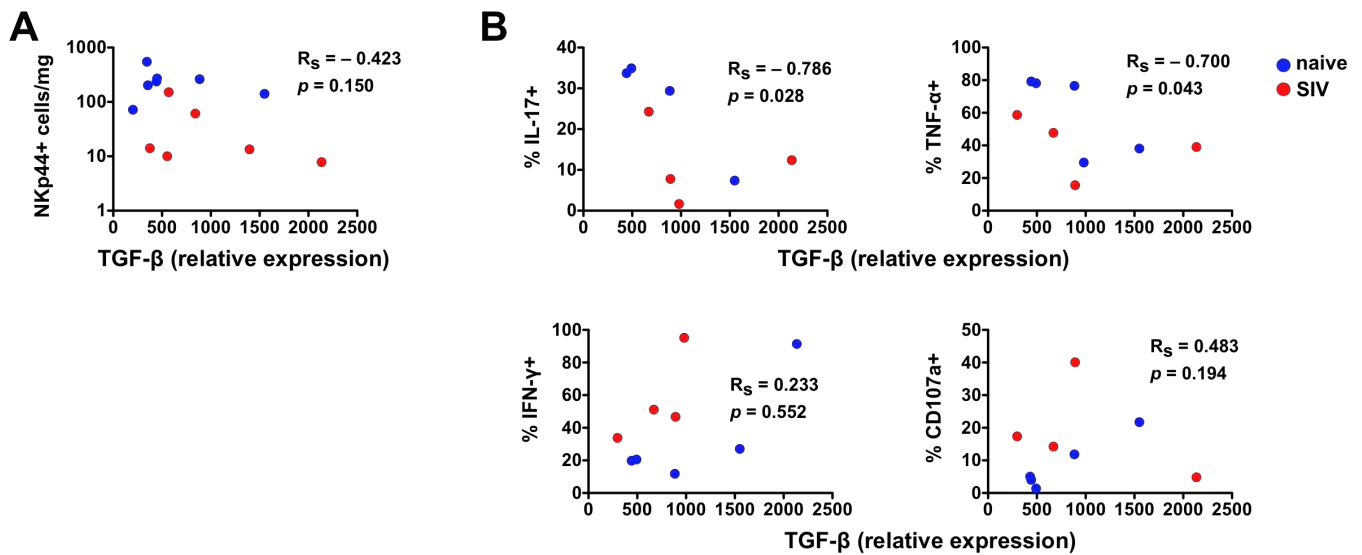 A
NKp44+ cells/mg
1000
100
10
1
0 500 1000 1500 2000 2500
TGF-β (relative expression)
Rs = – 0.423
p = 0.150
B
% IL-17+
40
30
20
10
0
0 500 1000 1500 2000 2500
Rs = – 0.786
p = 0.028
% TNF-α+
100
80
60
40
20
0
0 500 1000 1500 2000 2500
Rs = – 0.700
p = 0.043
TGF-β (relative expression)
naive
SIV
% IFN-γ+
100
80
60
40
20
0
0 500 1000 1500 2000 2500
Rs = 0.233
p = 0.552
% CD107a+
50
40
30
20
10
0
0 500 1000 1500 2000 2500
Rs = 0.483
p = 0.194
TGF-β (relative expression)